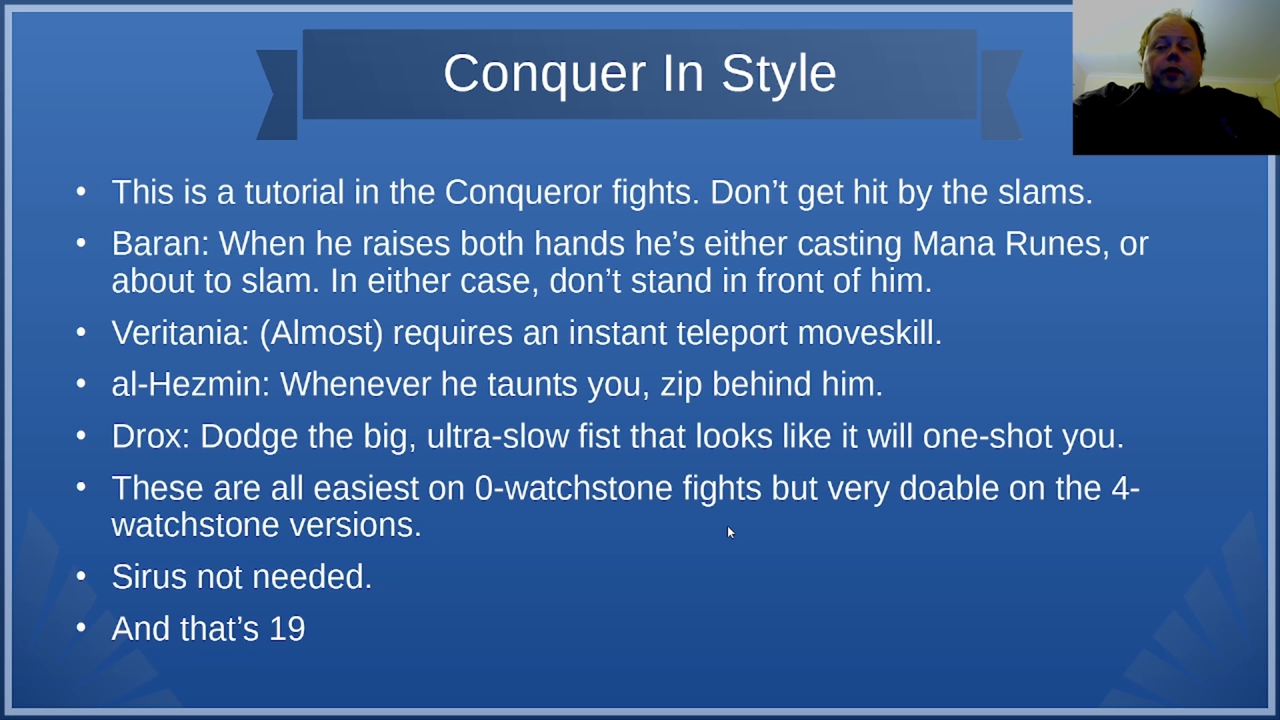 Conquer In Style
• This is a tutorial in the Conqueror fights. Don’t get hit by the slams.
• Baran: When he raises both hands he’s either casting Mana Runes, or
about to slam. In either case, don’t stand in front of him.
• Veritania: (Almost) requires an instant teleport moveskill.
• al-Hezmin: Whenever he taunts you, zip behind him.
• Drox: Dodge the big, ultra-slow fist that looks like it will one-shot you.
• These are all easiest on 0-watchstone fights but very doable on the 4-
watchstone versions.
• Sirus not needed.
• And that’s 19